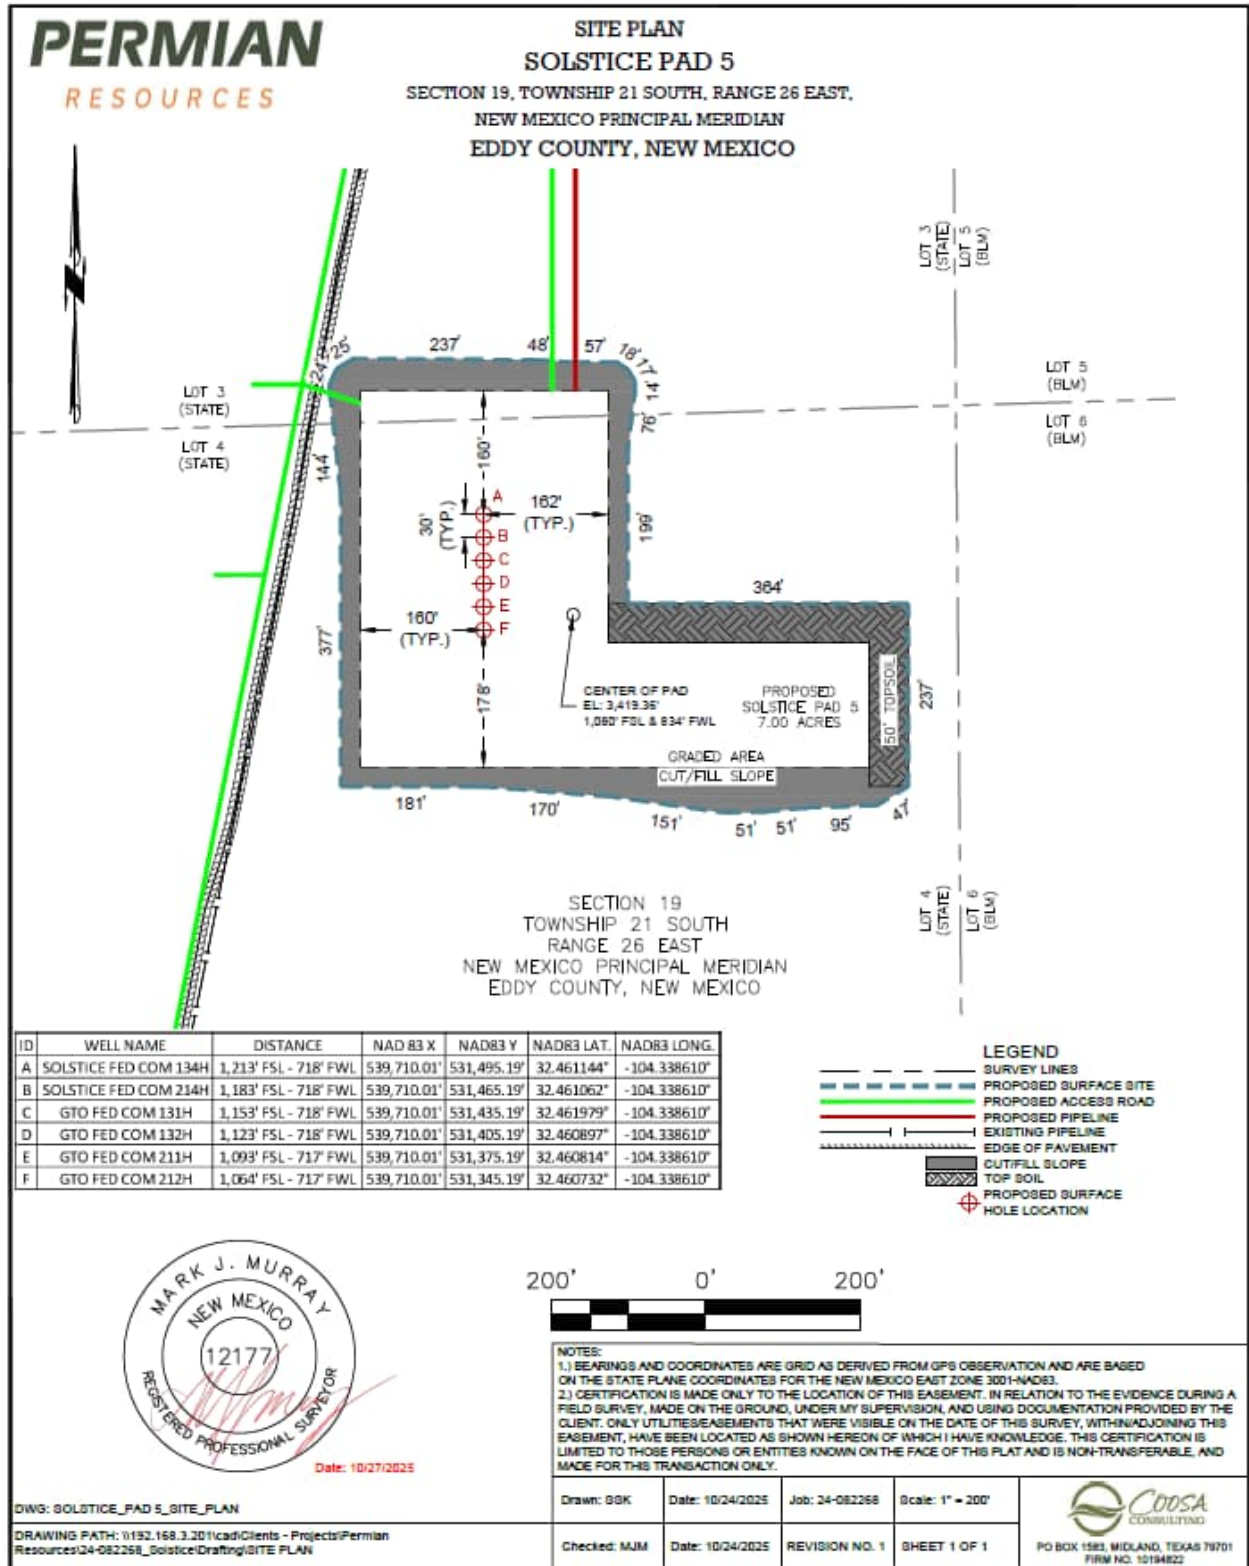 PERMIAN
RESOURCES
SITE PLAN
SOLSTICE PAD 5
SECTION 19, TOWNSHIP 21 SOUTH, RANGE 26 EAST,
NEW MEXICO PRINCIPAL MERIDIAN
EDDY COUNTY, NEW MEXICO
N
LOT 3
(STATE)
LOT 5
(BLM)
24'
25'
237'
48'
57'
18'
17'
14'
76'
LOT 3
(STATE)
LOT 4
(STATE)
LOT 5
(BLM)
LOT 6
(BLM)
144'
160'
A
162'
(TYP.)
30'
(TYP.)
B
C
D
E
F
199'
364'
377'
160'
(TYP.)
178'
CENTER OF PAD
EL: 3,419.36'
1,080' FSL & 834' FWL
PROPOSED
SOLSTICE PAD 5
7.00 ACRES
50' TOPSOIL
237'
GRADED AREA
CUT/FILL SLOPE
181'
170'
151'
51'
51'
95'
47'
SECTION 19
TOWNSHIP 21 SOUTH
RANGE 26 EAST
NEW MEXICO PRINCIPAL MERIDIAN
EDDY COUNTY, NEW MEXICO
LOT 4
(STATE)
LOT 6
(BLM)
ID WELL NAME DISTANCE NAD 83 X NAD83 Y NAD83 LAT. NAD83 LONG.
A SOLSTICE FED COM 134H 1,213' FSL - 718' FWL 539,710.01' 531,495.19' 32.461144° -104.338610°
B SOLSTICE FED COM 214H 1,183' FSL - 718' FWL 539,710.01' 531,465.19' 32.461062° -104.338610°
C GTO FED COM 131H 1,153' FSL - 718' FWL 539,710.01' 531,435.19' 32.461979° -104.338610°
D GTO FED COM 132H 1,123' FSL - 718' FWL 539,710.01' 531,405.19' 32.460897° -104.338610°
E GTO FED COM 211H 1,093' FSL - 717' FWL 539,710.01' 531,375.19' 32.460814° -104.338610°
F GTO FED COM 212H 1,064' FSL - 717' FWL 539,710.01' 531,345.19' 32.460732° -104.338610°
LEGEND
SURVEY LINES
PROPOSED SURFACE SITE
PROPOSED ACCESS ROAD
PROPOSED PIPELINE
EXISTING PIPELINE
EDGE OF PAVEMENT
CUT/FILL SLOPE
TOP SOIL
PROPOSED SURFACE
HOLE LOCATION
MARK J. MURRAY
NEW MEXICO
12177
REGISTERED PROFESSIONAL SURVEYOR
Date: 10/27/2025
200' 0' 200'
NOTES:
1.) BEARINGS AND COORDINATES ARE GRID AS DERIVED FROM GPS OBSERVATION AND ARE BASED
ON THE STATE PLANE COORDINATES FOR THE NEW MEXICO EAST ZONE 3001-NAD83.
2.) CERTIFICATION IS MADE ONLY TO THE LOCATION OF THIS EASEMENT. IN RELATION TO THE EVIDENCE DURING A
FIELD SURVEY, MADE ON THE GROUND, UNDER MY SUPERVISION, AND USING DOCUMENTATION PROVIDED BY THE
CLIENT. ONLY UTILITIES/EASEMENTS THAT WERE VISIBLE ON THE DATE OF THIS SURVEY, WITHIN/ADJOINING THIS
EASEMENT, HAVE BEEN LOCATED AS SHOWN HEREON OF WHICH I HAVE KNOWLEDGE. THIS CERTIFICATION IS
LIMITED TO THOSE PERSONS OR ENTITIES KNOWN ON THE FACE OF THIS PLAT AND IS NON-TRANSFERABLE, AND
MADE FOR THIS TRANSACTION ONLY.
DWG: SOLSTICE_PAD 5_SITE_PLAN
DRAWING PATH: \\192.168.3.201\cad\Clients - Projects\Permian
Resources\24-082268_Solstice\Drafting\SITE PLAN
Drawn: SSK Date: 10/24/2025 Job: 24-082268 Scale: 1" = 200'
Checked: MJM Date: 10/24/2025 REVISION NO. 1 SHEET 1 OF 1
COOSA
CONSULTING
PO BOX 1583, MIDLAND, TEXAS 79701
FIRM NO. 10194822